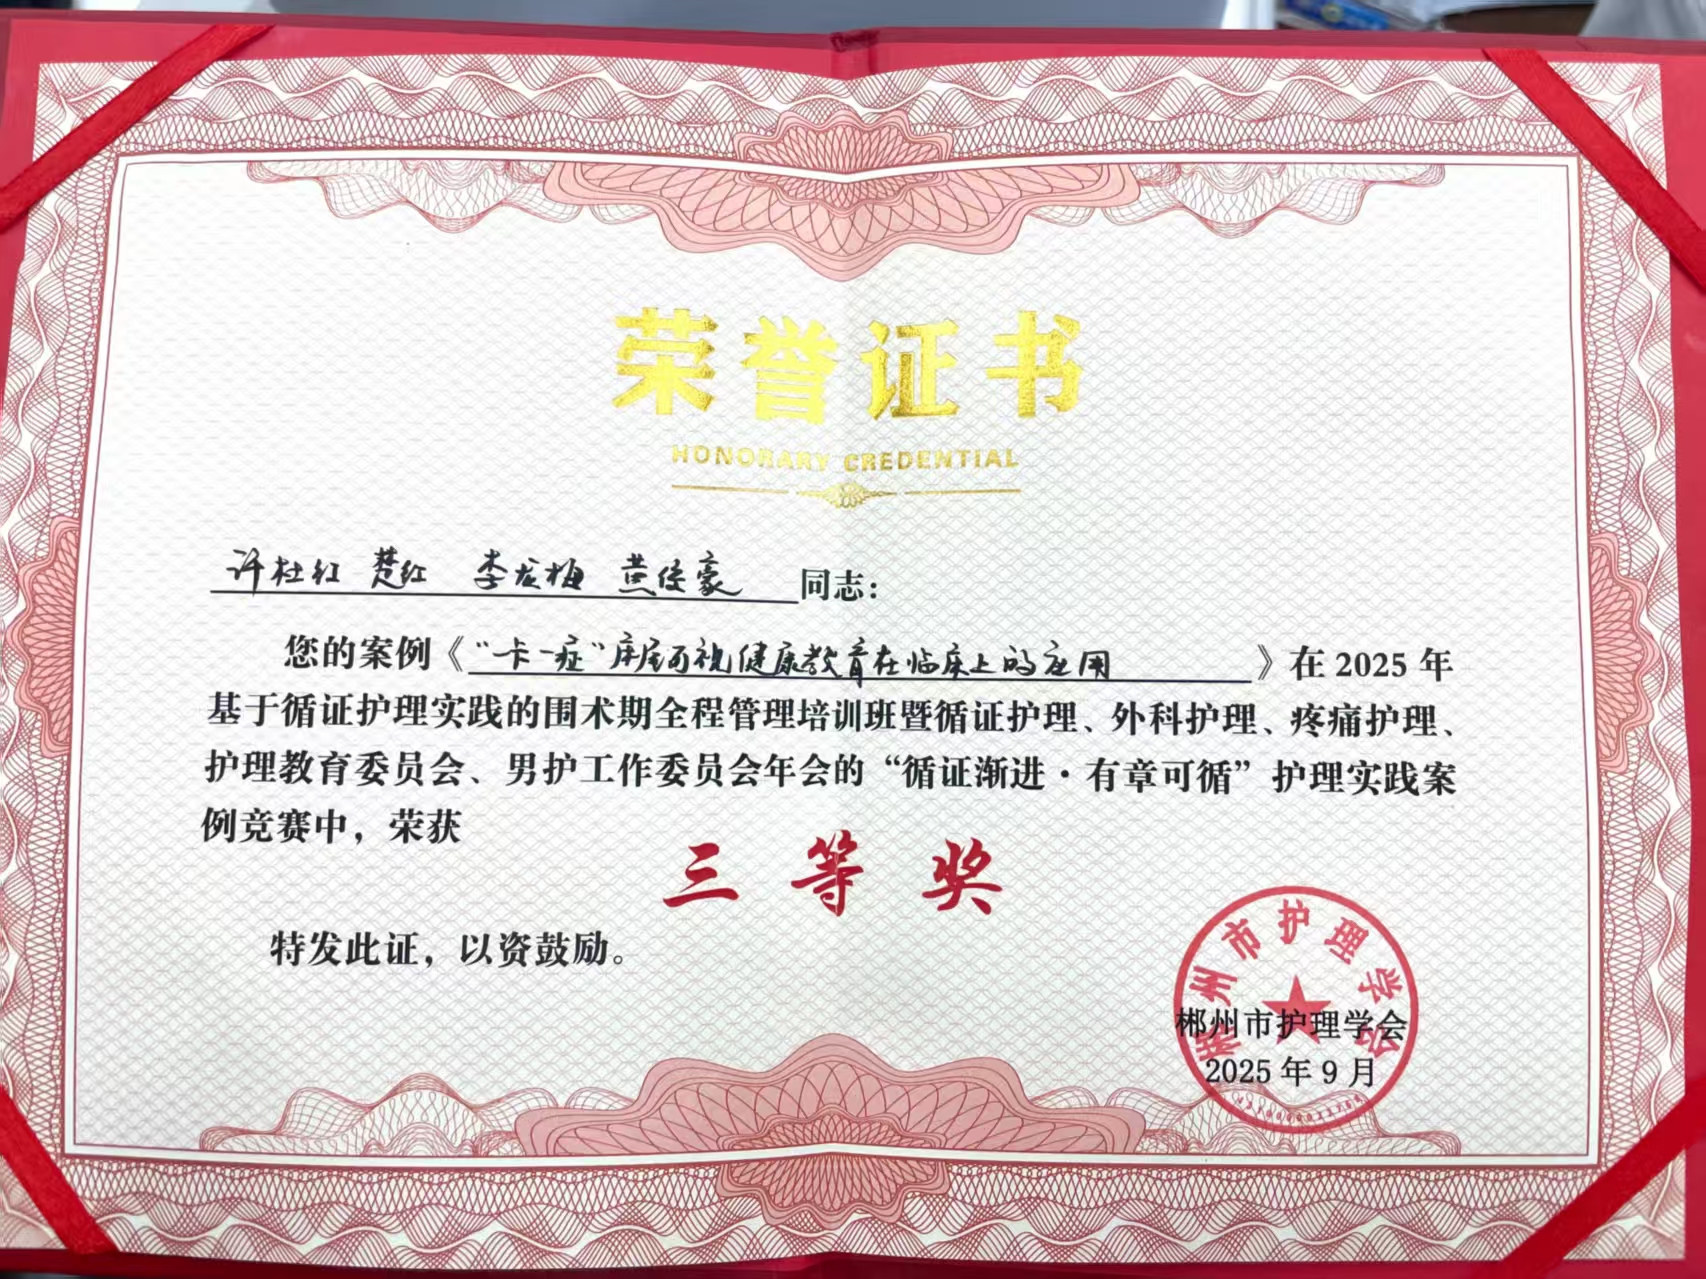 荣誉证书
HONORARY CREDENTIAL
许杜红 楚红 李龙梅 黄俊豪 同志:
您的案例《"一卡一症"床尾可视健康教育在临床上的应用》在2025年
基于循证护理实践的围术期全程管理培训班暨循证护理、外科护理、疼痛护理、
护理教育委员会、男护工作委员会年会的“循证渐进·有章可循”护理实践案
例竞赛中，荣获
三等奖
特发此证，以资鼓励。
郴州市护理学会
郴州市护理学会
2025年9月